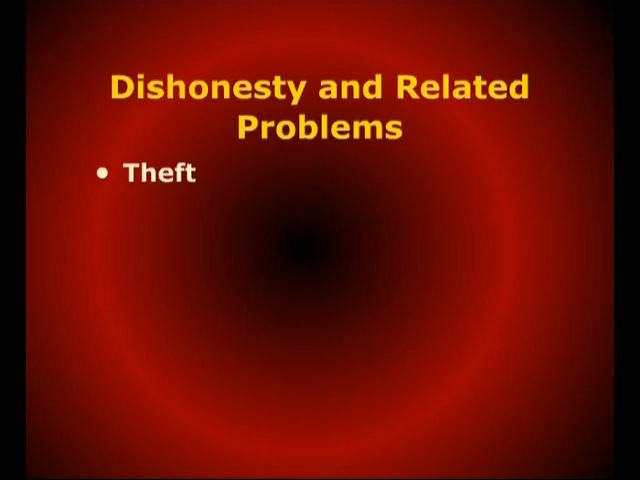 Dishonesty and Related
Problems
• Theft